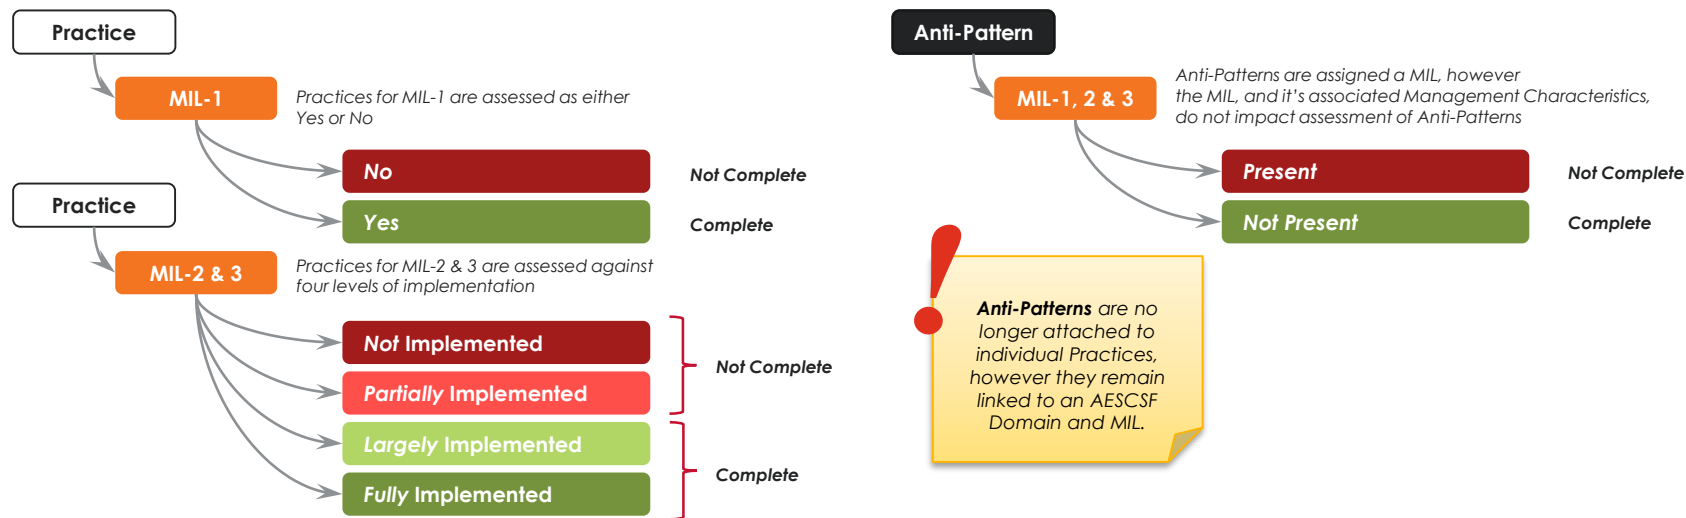 Practice
MIL-1
Practices for MIL-1 are assessed as either
Yes or No
No
Not Complete
Yes
Complete
Practice
MIL-2 & 3
Practices for MIL-2 & 3 are assessed against
four levels of implementation
Not Implemented
Partially Implemented
Not Complete
Largely Implemented
Fully Implemented
Complete
Anti-Pattern
MIL-1, 2 & 3
Anti-Patterns are assigned a MIL, however
the MIL, and it's associated Management Characteristics,
do not impact assessment of Anti-Patterns
Present
Not Complete
Not Present
Complete
Anti-Patterns are no
longer attached to
individual Practices,
however they remain
linked to an AESCSF
Domain and MIL.